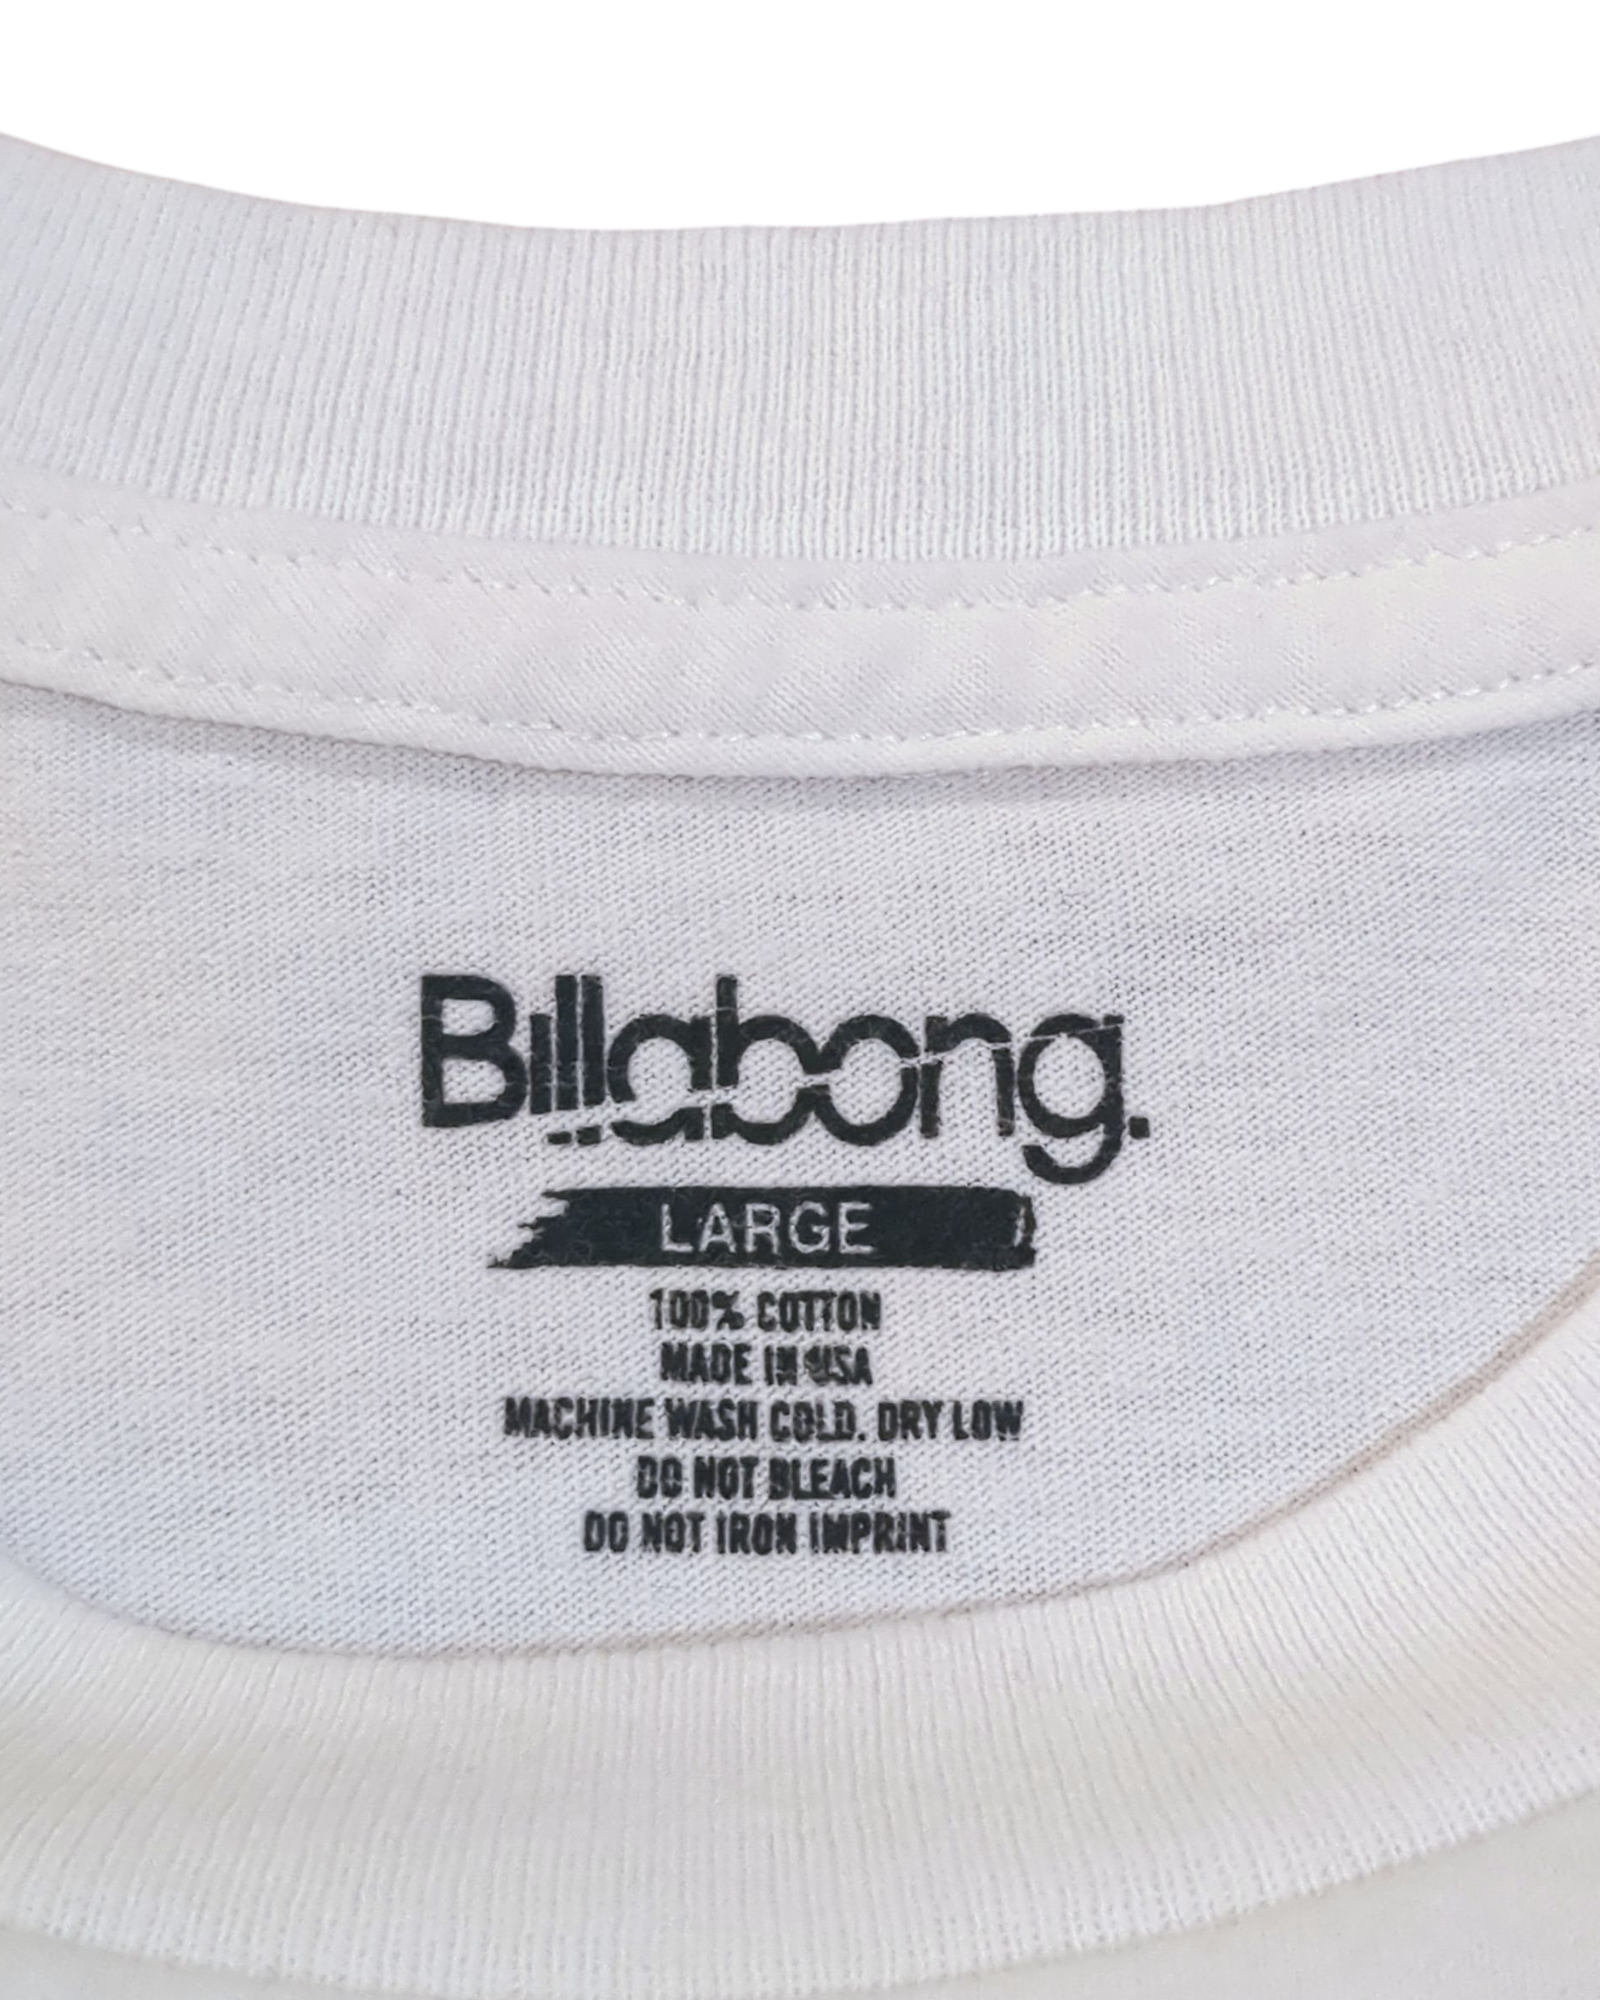 Billabong.
LARGE
100% COTTON
MADE IN USA
MACHINE WASH COLD. DRY LOW
DO NOT BLEACH
DO NOT IRON IMPRINT